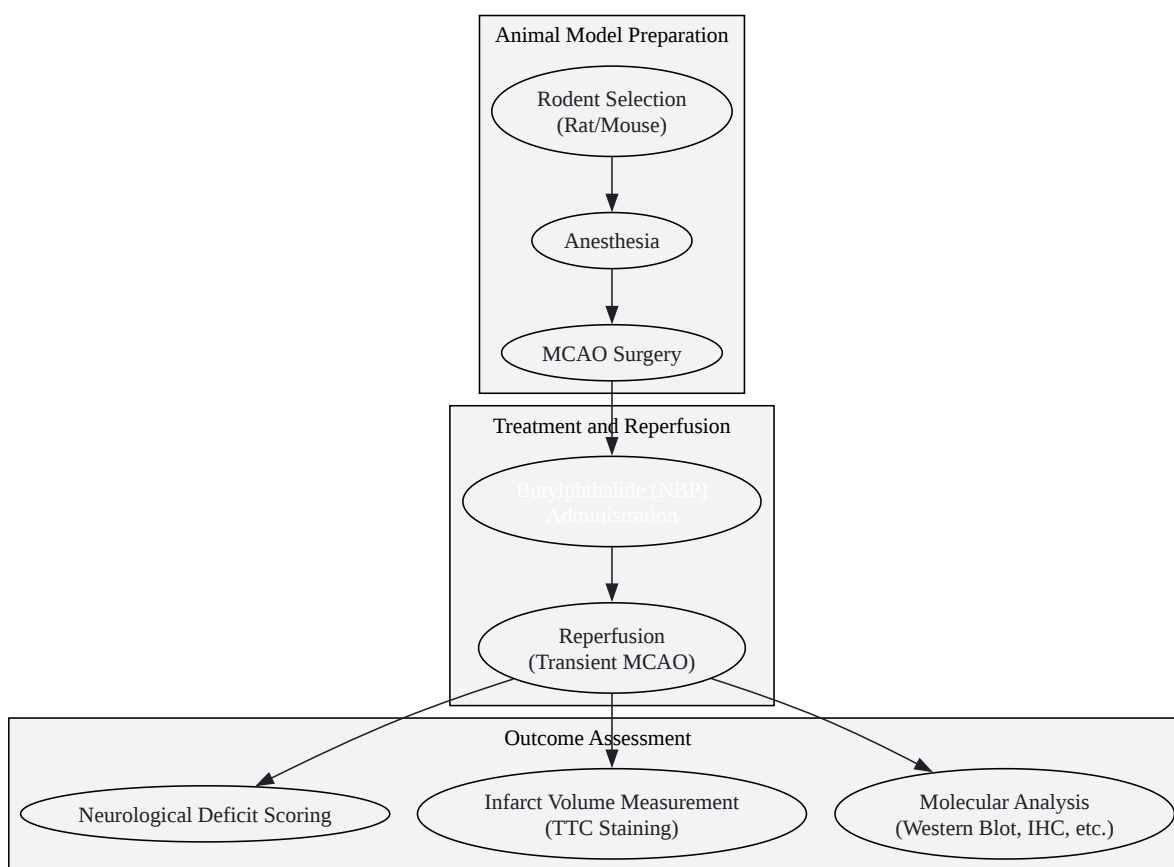 Animal Model Preparation
Rodent Selection
(Rat/Mouse)
Anesthesia
MCAO Surgery
Treatment and Reperfusion
Butylphthalide (NBP)
Administration
Reperfusion
(Transient MCAO)
Outcome Assessment
Neurological Deficit Scoring
Infarct Volume Measurement
(TTC Staining)
Molecular Analysis
(Western Blot, IHC, etc.)